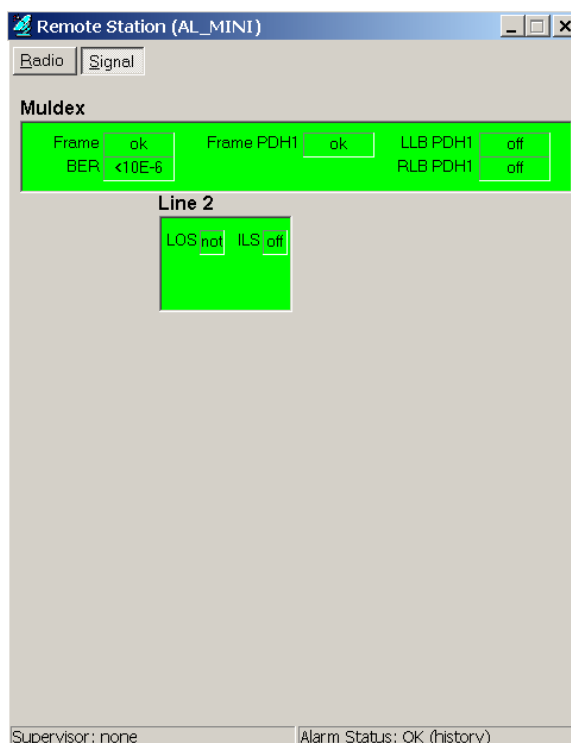 Remote Station (AL_MINI)
Radio Signal
Muldex
Frame ok Frame PDH1 ok LLB PDH1 off
BER <10E-6 RLB PDH1 off
Line 2
LOS not ILS off
Supervisor: none Alarm Status: OK (history)